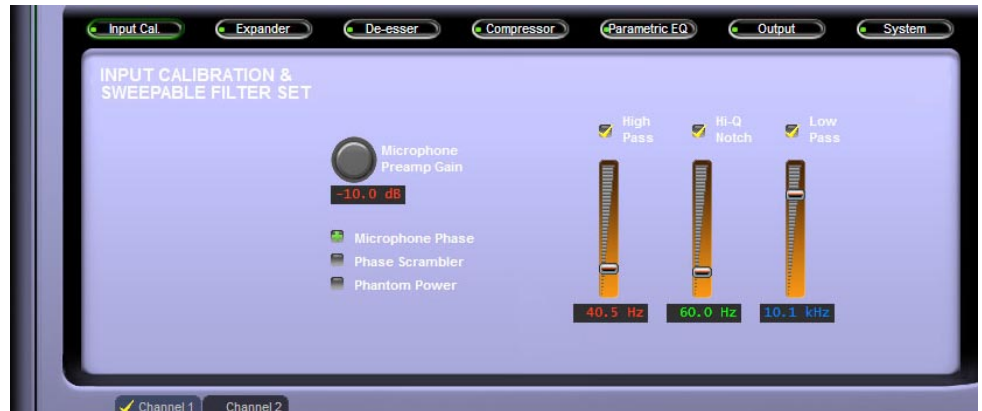 Input Cal. Expander De-esser Compressor Parametric EQ Output System
INPUT CALIBRATION &
SWEEPABLE FILTER SET
Microphone
Preamp Gain
-10.0 dB
Microphone Phase
Phase Scrambler
Phantom Power
High
Pass
Hi-Q
Notch
Low
Pass
40.5 Hz 60.0 Hz 10.1 kHz
Channel 1 Channel 2